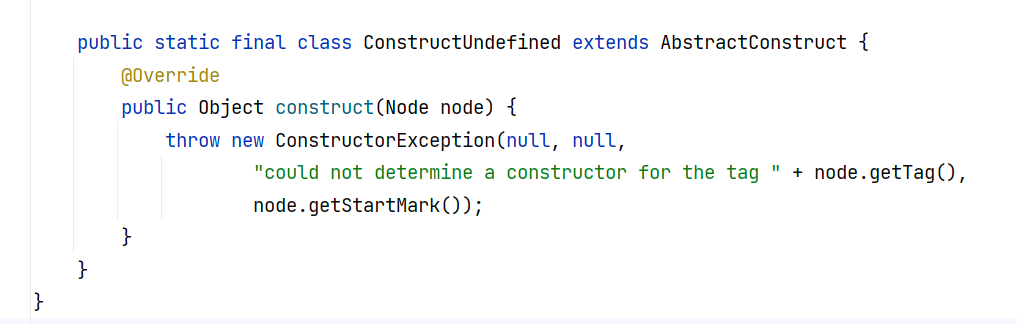 public static final class ConstructUndefined extends AbstractConstruct {
@Override
public Object construct(Node node) {
throw new ConstructorException(null, null,
"could not determine a constructor for the tag " + node.getTag(),
node.getStartMark());
}
}
}